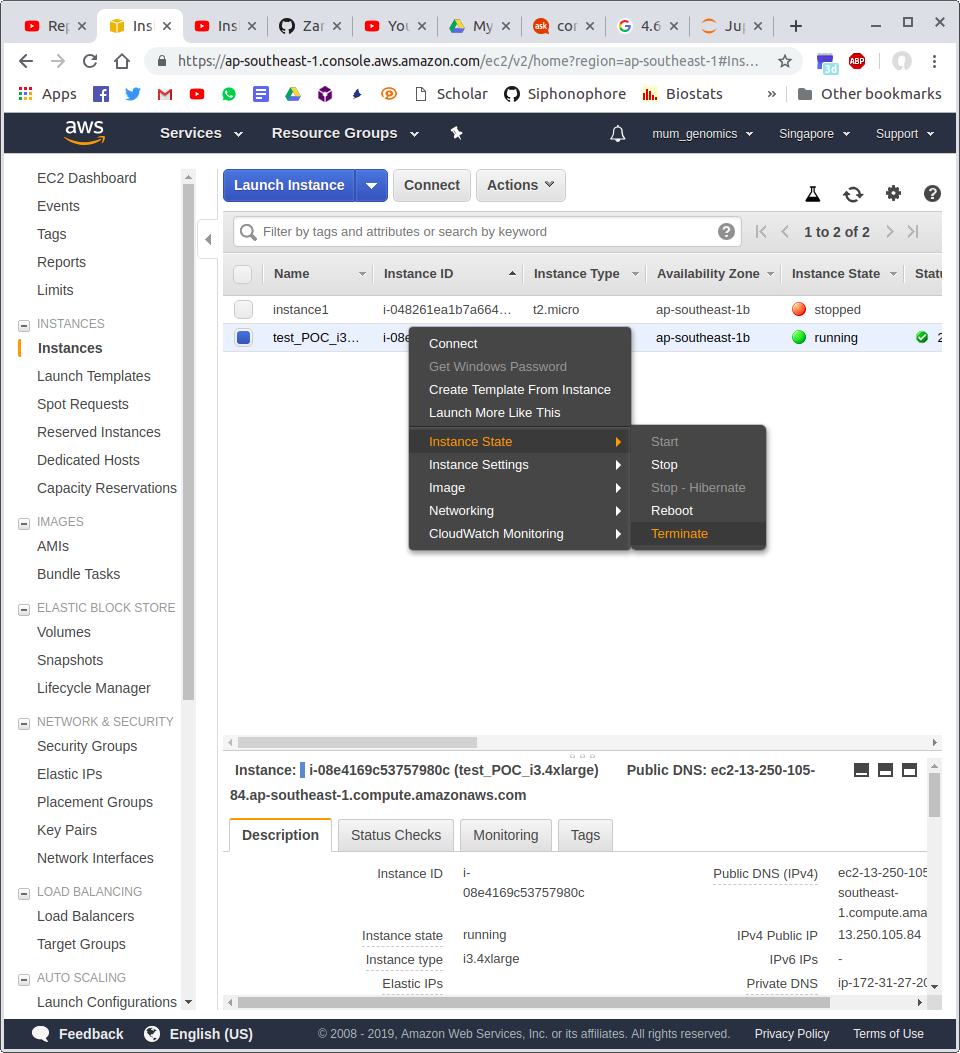 Re
Ins
Ins
Zar
You
My
ask
cor
G 4.6
Ju
https://ap-southeast-1.console.aws.amazon.com/ec2/v2/home?region=ap-southeast-1#Ins...
3d
ABP
Apps
Scholar
Siphonophore
Biostats
»
Other bookmarks
aws
Services
Resource Groups
mum_genomics
Singapore
Support
EC2 Dashboard
Events
Tags
Reports
Limits
INSTANCES
Instances
Launch Templates
Spot Requests
Reserved Instances
Dedicated Hosts
Capacity Reservations
IMAGES
AMIs
Bundle Tasks
ELASTIC BLOCK STORE
Volumes
Snapshots
Lifecycle Manager
NETWORK & SECURITY
Security Groups
Elastic IPs
Placement Groups
Key Pairs
Network Interfaces
LOAD BALANCING
Load Balancers
Target Groups
AUTO SCALING
Launch Configurations
Launch Instance
Connect
Actions
Filter by tags and attributes or search by keyword
1 to 2 of 2
Name Instance ID Instance Type Availability Zone Instance State Statu
instance1 i-048261ea1b7a664... t2.micro ap-southeast-1b stopped
test_POC_i3... i-08e ap-southeast-1b running 2
Connect
Get Windows Password
Create Template From Instance
Launch More Like This
Instance State
Instance Settings
Image
Networking
CloudWatch Monitoring
Start
Stop
Stop - Hibernate
Reboot
Terminate
Instance: i-08e4169c53757980c (test_POC_i3.4xlarge) Public DNS: ec2-13-250-105-
84.ap-southeast-1.compute.amazonaws.com
Description
Status Checks
Monitoring
Tags
Instance ID i-
08e4169c53757980c
Instance state running
Instance type i3.4xlarge
Elastic IPs
Public DNS (IPv4) ec2-13-250-105
southeast-
1.compute.ama
IPv4 Public IP 13.250.105.84
IPv6 IPs -
Private DNS ip-172-31-27-20
Feedback
English (US)
© 2008 - 2019, Amazon Web Services, Inc. or its affiliates. All rights reserved.
Privacy Policy
Terms of Use